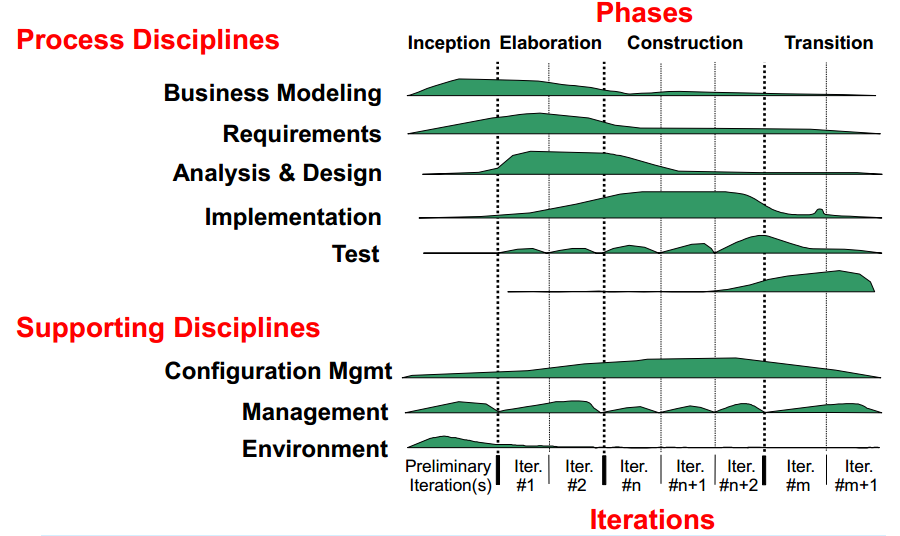 Phases
Process Disciplines
Inception Elaboration Construction Transition
Business Modeling
Requirements
Analysis & Design
Implementation
Test
Supporting Disciplines
Configuration Mgmt
Management
Environment
Preliminary Iter. Iter. Iter. Iter. Iter. Iter. Iter.
Iteration(s) #1 #2 #n #n+1 #n+2 #m #m+1
Iterations